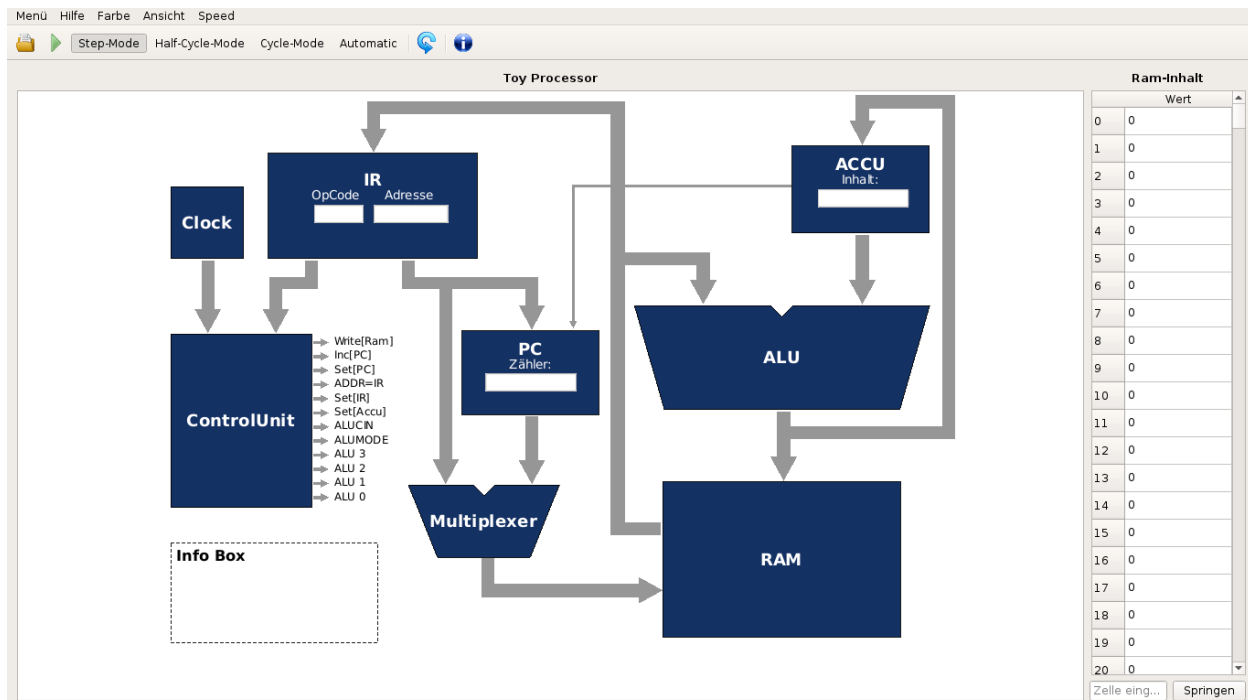 Menü Hilfe Farbe Ansicht Speed
Step-Mode Half-Cycle-Mode Cycle-Mode Automatic
Toy Processor
IR
OpCode Adresse
Clock
ACCU
Inhalt:
ControlUnit
Write[Ram]
Inc[PC]
Set[PC]
ADDR=IR
Set[IR]
Set[Accu]
ALUCIN
ALUMODE
ALU 3
ALU 2
ALU 1
ALU 0
PC
Zähler:
ALU
Multiplexer
RAM
Info Box
Ram-Inhalt
Wert
0 0
1 0
2 0
3 0
4 0
5 0
6 0
7 0
8 0
9 0
10 0
11 0
12 0
13 0
14 0
15 0
16 0
17 0
18 0
19 0
20 0
Zelle eing... Springen